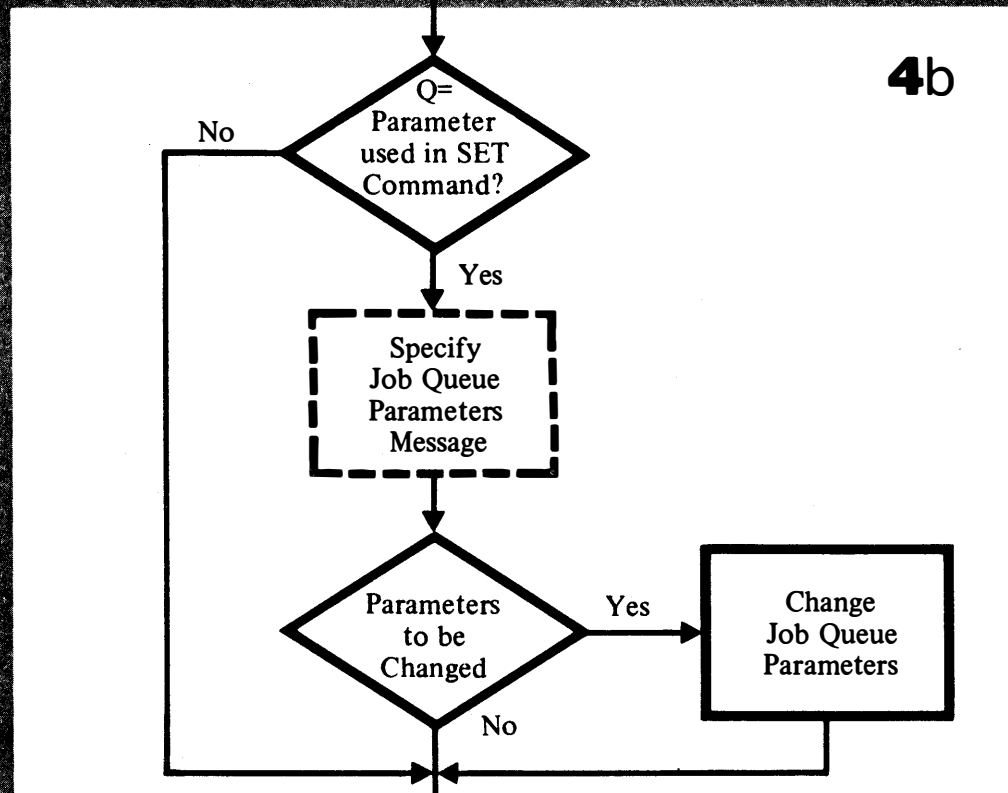 4b
Q=
Parameter
used in SET
Command?
No
Yes
Specify
Job Queue
Parameters
Message
Parameters
to be
Changed
Yes
Change
Job Queue
Parameters
No